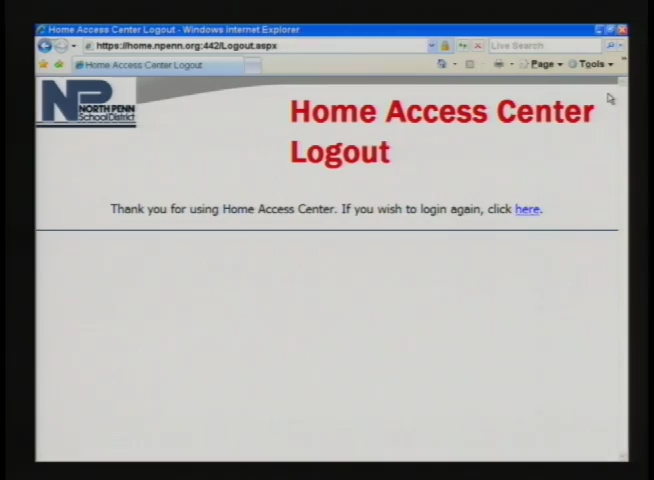 Home Access Center Logout - Windows Internet Explorer
https://home.npenn.org:442/Logout.aspx
Live Search
Home Access Center Logout
Page
Tools
NP
NORTH PENN
School District
Home Access Center
Logout
Thank you for using Home Access Center. If you wish to login again, click here.